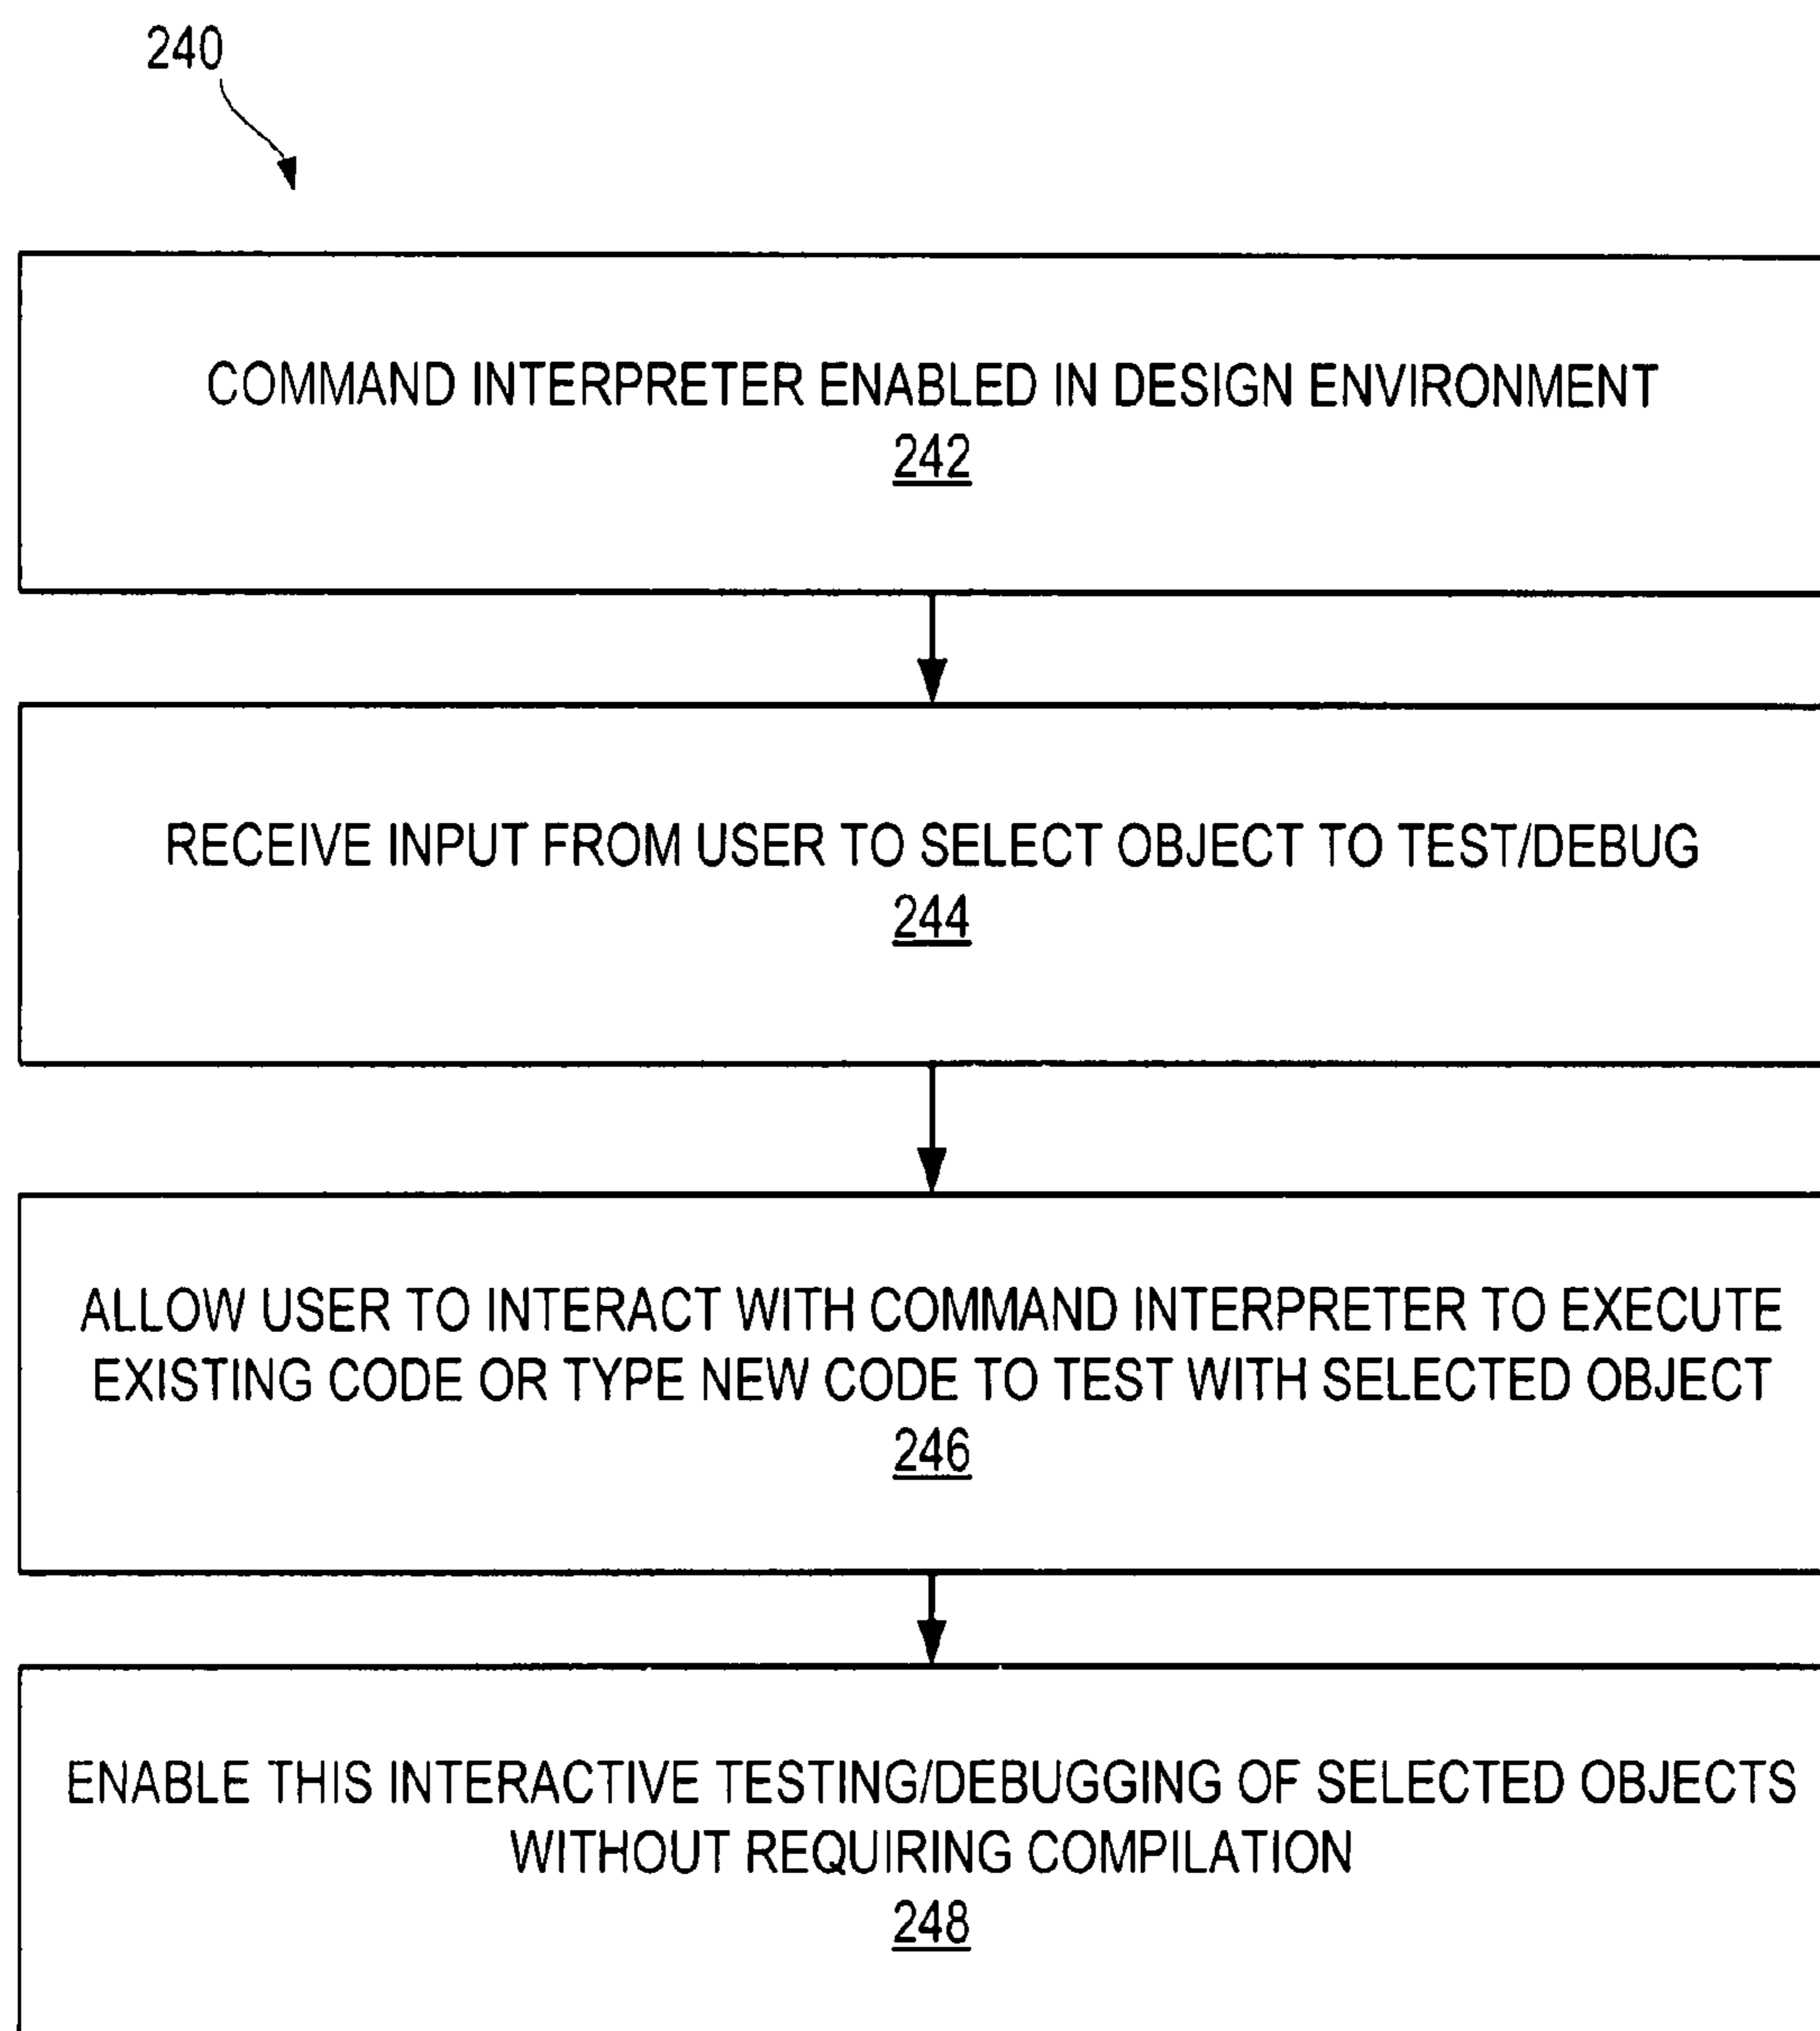 240
COMMAND INTERPRETER ENABLED IN DESIGN ENVIRONMENT
242
RECEIVE INPUT FROM USER TO SELECT OBJECT TO TEST/DEBUG
244
ALLOW USER TO INTERACT WITH COMMAND INTERPRETER TO EXECUTE
EXISTING CODE OR TYPE NEW CODE TO TEST WITH SELECTED OBJECT
246
ENABLE THIS INTERACTIVE TESTING/DEBUGGING OF SELECTED OBJECTS
WITHOUT REQUIRING COMPILATION
248